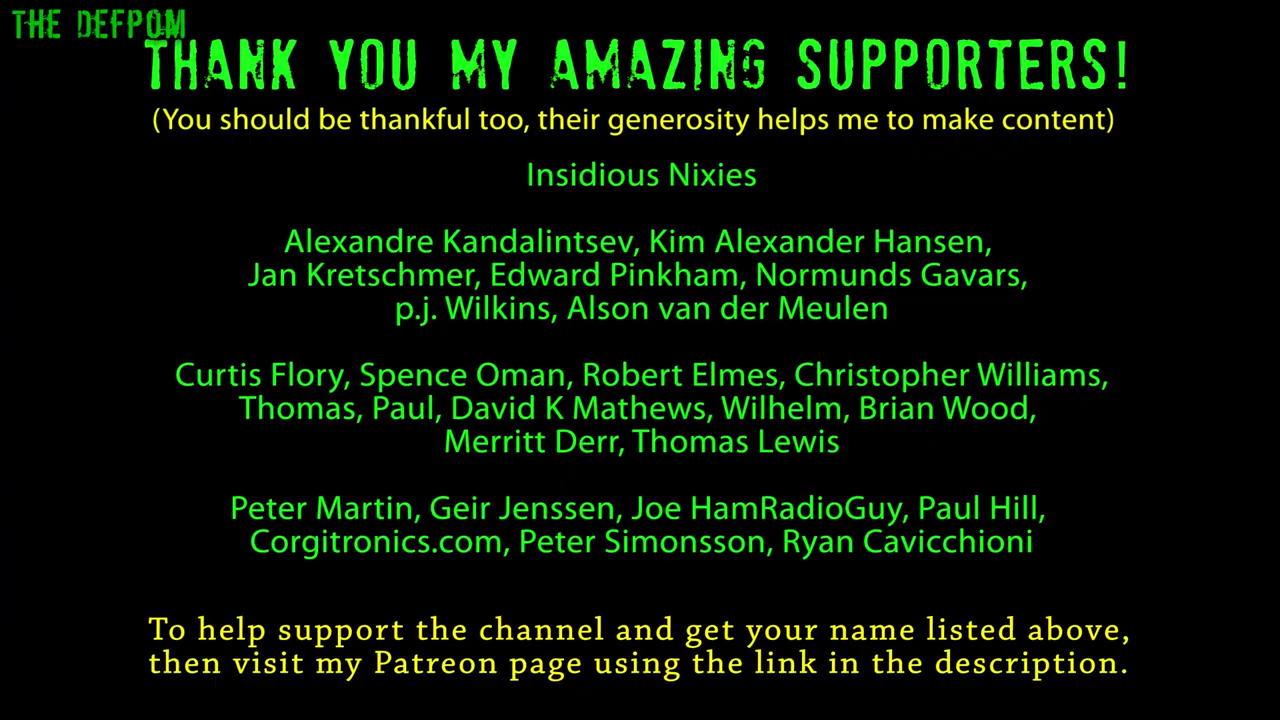 THE DEFPOM
THANK YOU MY AMAZING SUPPORTERS!
(You should be thankful too, their generosity helps me to make content)
Insidious Nixies
Alexandre Kandalintsev, Kim Alexander Hansen,
Jan Kretschmer, Edward Pinkham, Normunds Gavars,
p.j. Wilkins, Alson van der Meulen
Curtis Flory, Spence Oman, Robert Elmes, Christopher Williams,
Thomas, Paul, David K Mathews, Wilhelm, Brian Wood,
Merritt Derr, Thomas Lewis
Peter Martin, Geir Jenssen, Joe HamRadioGuy, Paul Hill,
Corgitronics.com, Peter Simonsson, Ryan Cavicchioni
To help support the channel and get your name listed above,
then visit my Patreon page using the link in the description.